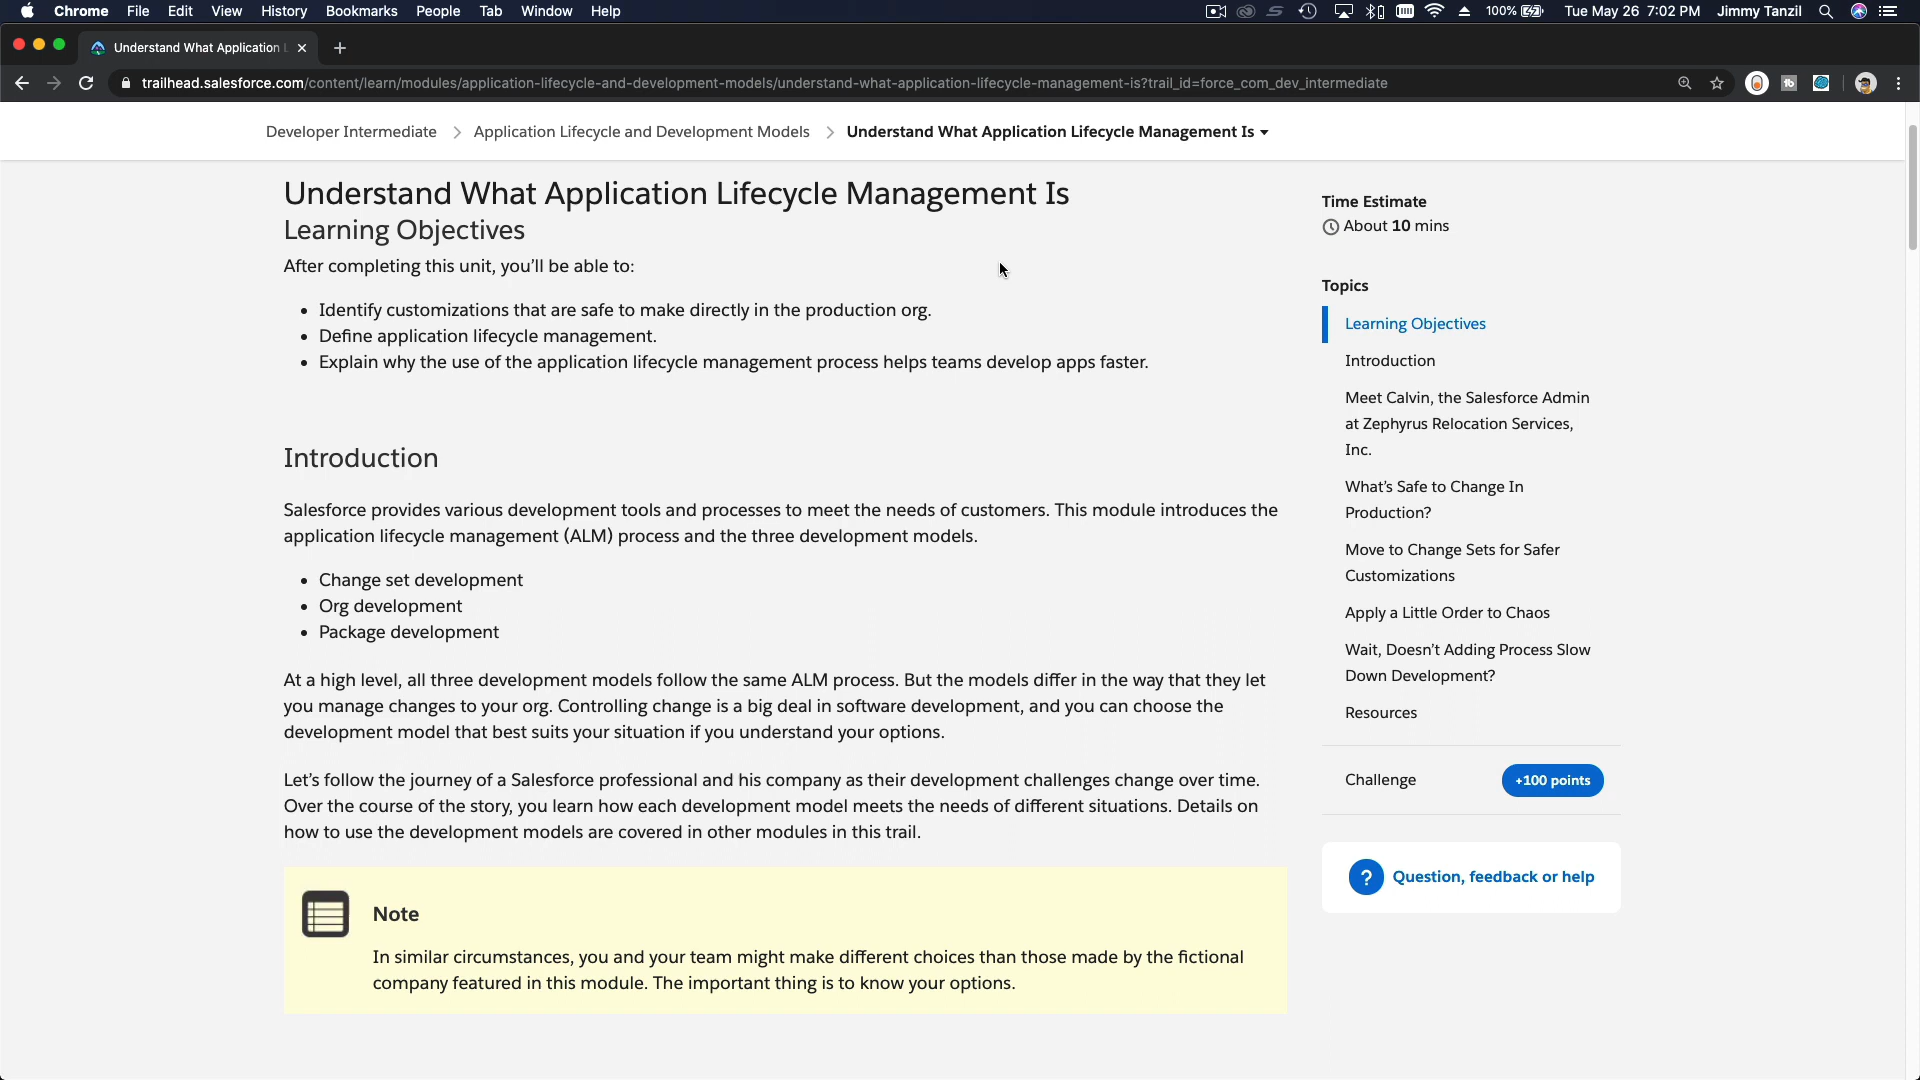 Chrome File Edit View History Bookmarks People Tab Window Help
100% Tue May 26 7:02 PM Jimmy Tanzil
Understand What Application L
trailhead.salesforce.com/content/learn/modules/application-lifecycle-and-development-models/understand-what-application-lifecycle-management-is?trail_id=force_com_dev_intermediate
Developer Intermediate > Application Lifecycle and Development Models > Understand What Application Lifecycle Management Is
Understand What Application Lifecycle Management Is
Learning Objectives
After completing this unit, you’ll be able to:
• Identify customizations that are safe to make directly in the production org.
• Define application lifecycle management.
• Explain why the use of the application lifecycle management process helps teams develop apps faster.
Introduction
Salesforce provides various development tools and processes to meet the needs of customers. This module introduces the
application lifecycle management (ALM) process and the three development models.
• Change set development
• Org development
• Package development
At a high level, all three development models follow the same ALM process. But the models differ in the way that they let
you manage changes to your org. Controlling change is a big deal in software development, and you can choose the
development model that best suits your situation if you understand your options.
Let’s follow the journey of a Salesforce professional and his company as their development challenges change over time.
Over the course of the story, you learn how each development model meets the needs of different situations. Details on
how to use the development models are covered in other modules in this trail.
Note
In similar circumstances, you and your team might make different choices than those made by the fictional
company featured in this module. The important thing is to know your options.
Time Estimate
About 10 mins
Topics
Learning Objectives
Introduction
Meet Calvin, the Salesforce Admin
at Zephyrus Relocation Services,
Inc.
What’s Safe to Change In
Production?
Move to Change Sets for Safer
Customizations
Apply a Little Order to Chaos
Wait, Doesn’t Adding Process Slow
Down Development?
Resources
Challenge +100 points
? Question, feedback or help